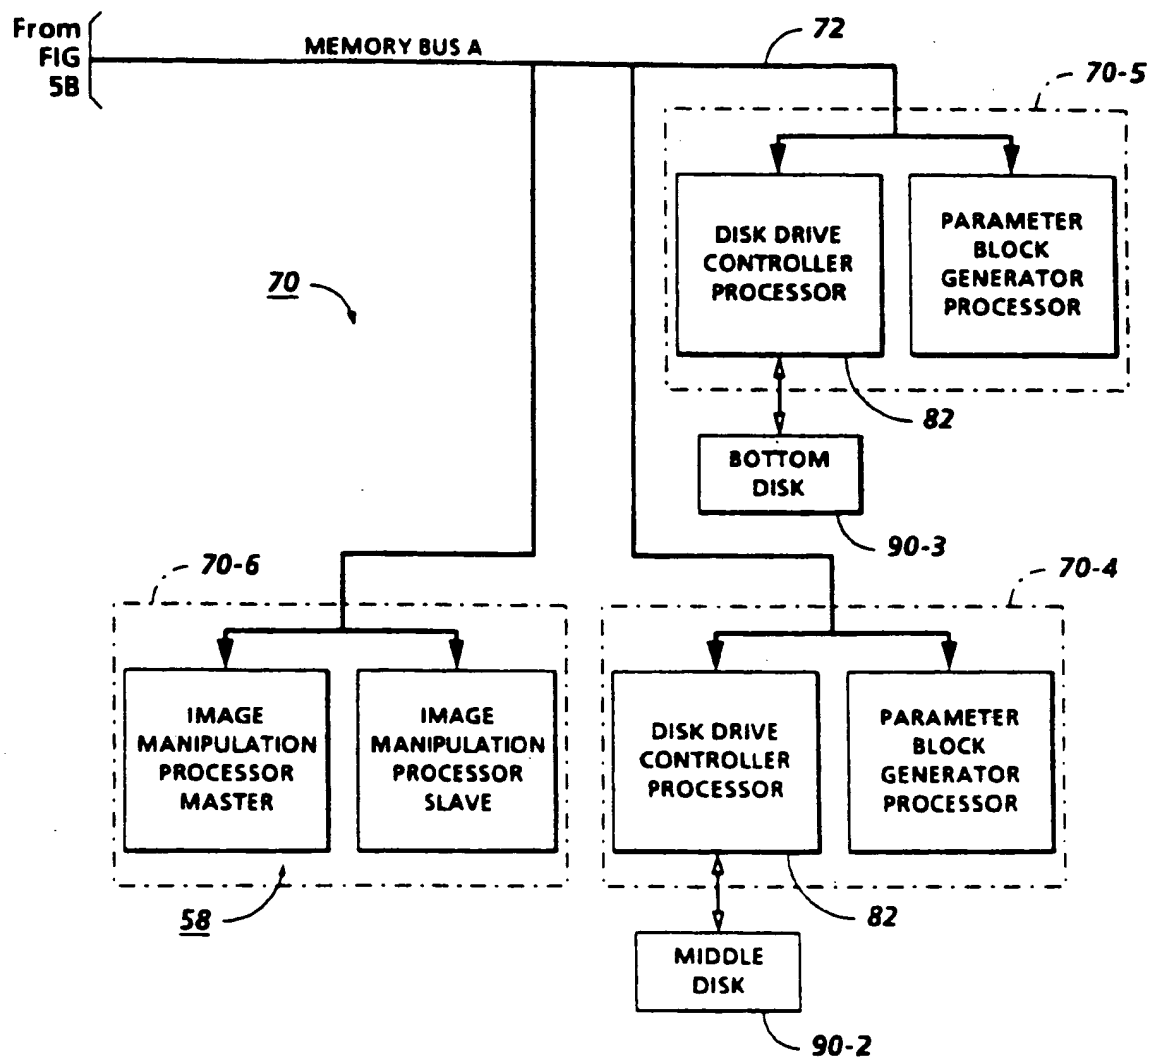 From
FIG
5B
MEMORY BUS A
72
70-5
DISK DRIVE
CONTROLLER
PROCESSOR
PARAMETER
BLOCK
GENERATOR
PROCESSOR
70
82
BOTTOM
DISK
90-3
70-6
70-4
IMAGE
MANIPULATION
PROCESSOR
MASTER
IMAGE
MANIPULATION
PROCESSOR
SLAVE
DISK DRIVE
CONTROLLER
PROCESSOR
PARAMETER
BLOCK
GENERATOR
PROCESSOR
58
82
MIDDLE
DISK
90-2